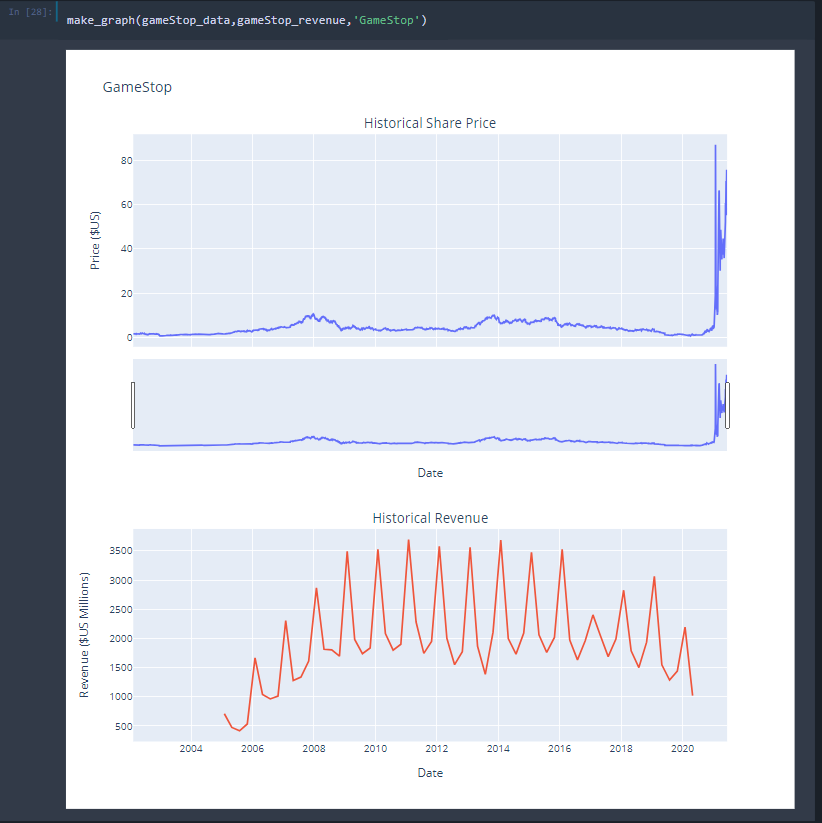 In [28]:
make_graph(gameStop_data,gameStop_revenue,'GameStop')
GameStop
Historical Share Price
Price ($US)
80
60
40
20
0
Date
Historical Revenue
Revenue ($US Millions)
3500
3000
2500
2000
1500
1000
500
2004 2006 2008 2010 2012 2014 2016 2018 2020
Date